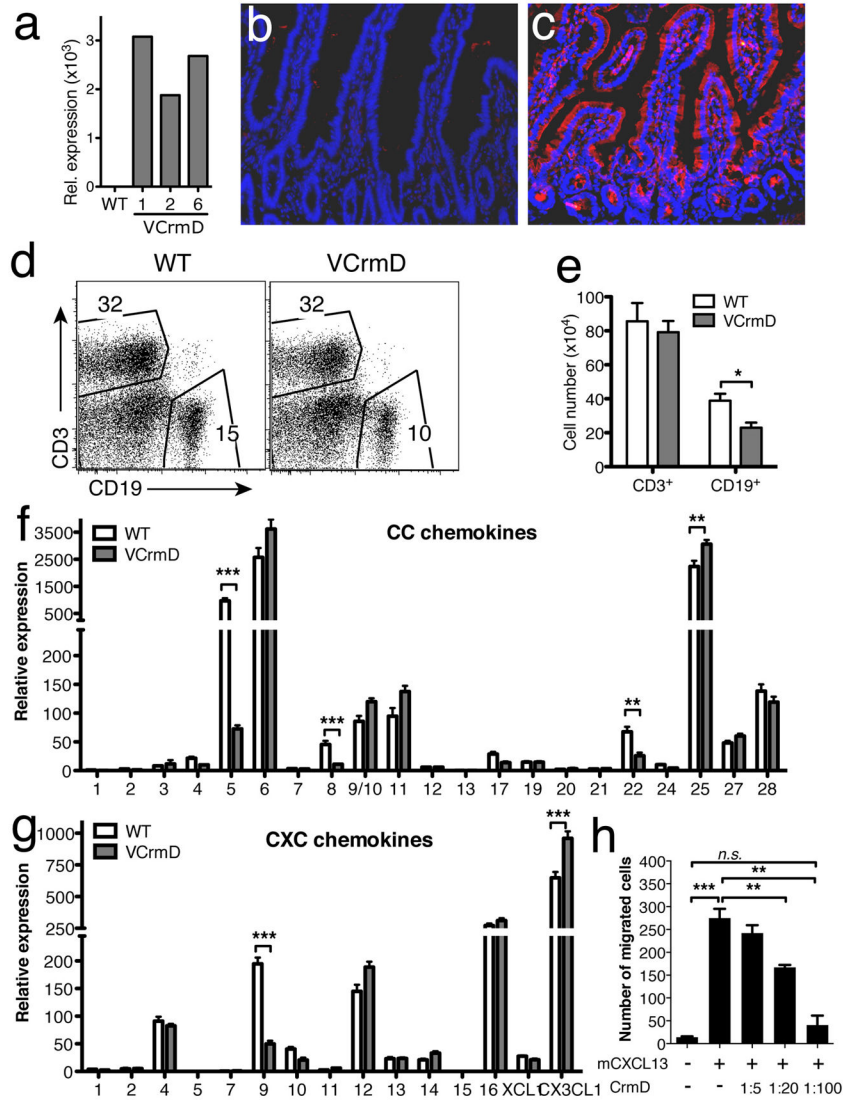 a
Rel. expression (x10³)
3
2
1
0
WT 1 2 6
VCrmD
b
c
d
WT VCrmD
32 32
15 10
CD3
CD19
e
Cell number (x10⁴)
100
80
60
40
20
0
WT
VCrmD
*
CD3⁺ CD19⁺
f
CC chemokines
WT
VCrmD
Relative expression
3500
2500
1500
500
200
150
100
50
0
*** *** ** **
1 2 3 4 5 6 7 8 9/10 11 12 13 17 19 20 21 22 24 25 27 28
g
CXC chemokines
WT
VCrmD
Relative expression
1000
750
500
250
200
150
100
50
0
*** ***
1 2 4 5 7 9 10 11 12 13 14 15 16 XCL1 CX3CL1
h
Number of migrated cells
400
350
300
250
200
150
100
50
0
n.s.
**
*** **
mCXCL13 - + + + +
CrmD - - 1:5 1:20 1:100